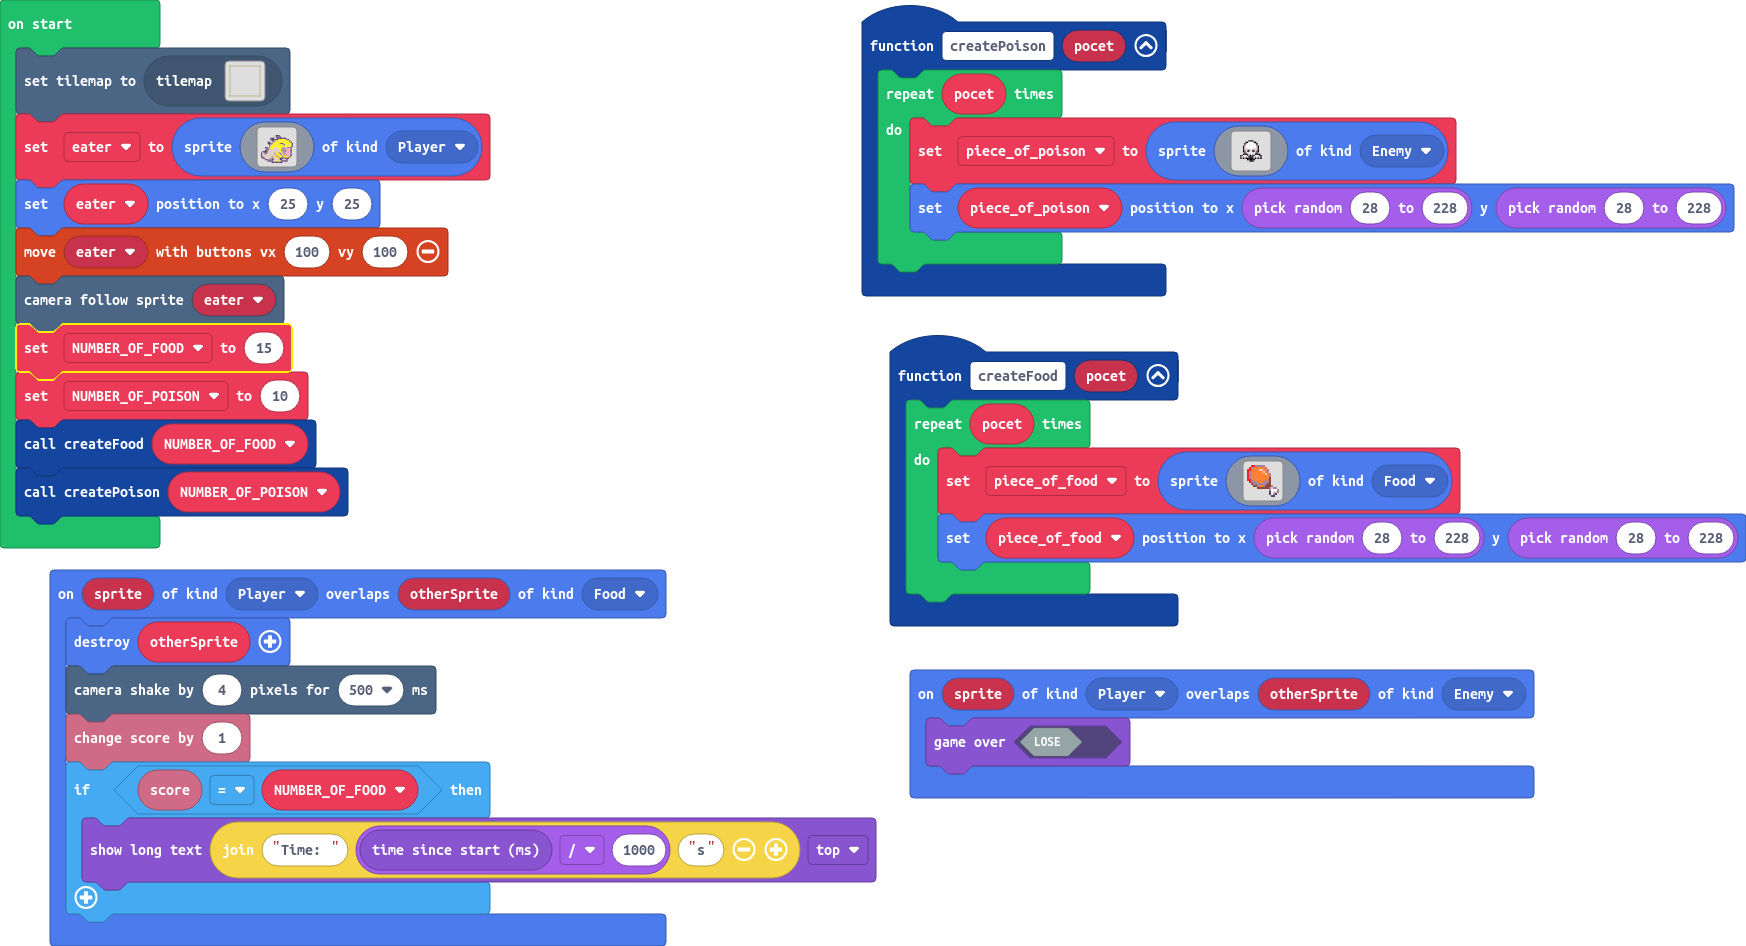 on start
set tilemap to tilemap
set eater to sprite of kind Player
set eater position to x 25 y 25
move eater with buttons vx 100 vy 100
camera follow sprite eater
set NUMBER_OF_FOOD to 15
set NUMBER_OF_POISON to 10
call createFood NUMBER_OF_FOOD
call createPoison NUMBER_OF_POISON
on sprite of kind Player overlaps otherSprite of kind Food
destroy otherSprite
camera shake by 4 pixels for 500 ms
change score by 1
if score = NUMBER_OF_FOOD then
show long text join "Time: " time since start (ms) / 1000 "s" top
function createPoison pocet
repeat pocet times
do
set piece_of_poison to sprite of kind Enemy
set piece_of_poison position to x pick random 28 to 228 y pick random 28 to 228
function createFood pocet
repeat pocet times
do
set piece_of_food to sprite of kind Food
set piece_of_food position to x pick random 28 to 228 y pick random 28 to 228
on sprite of kind Player overlaps otherSprite of kind Enemy
game over LOSE